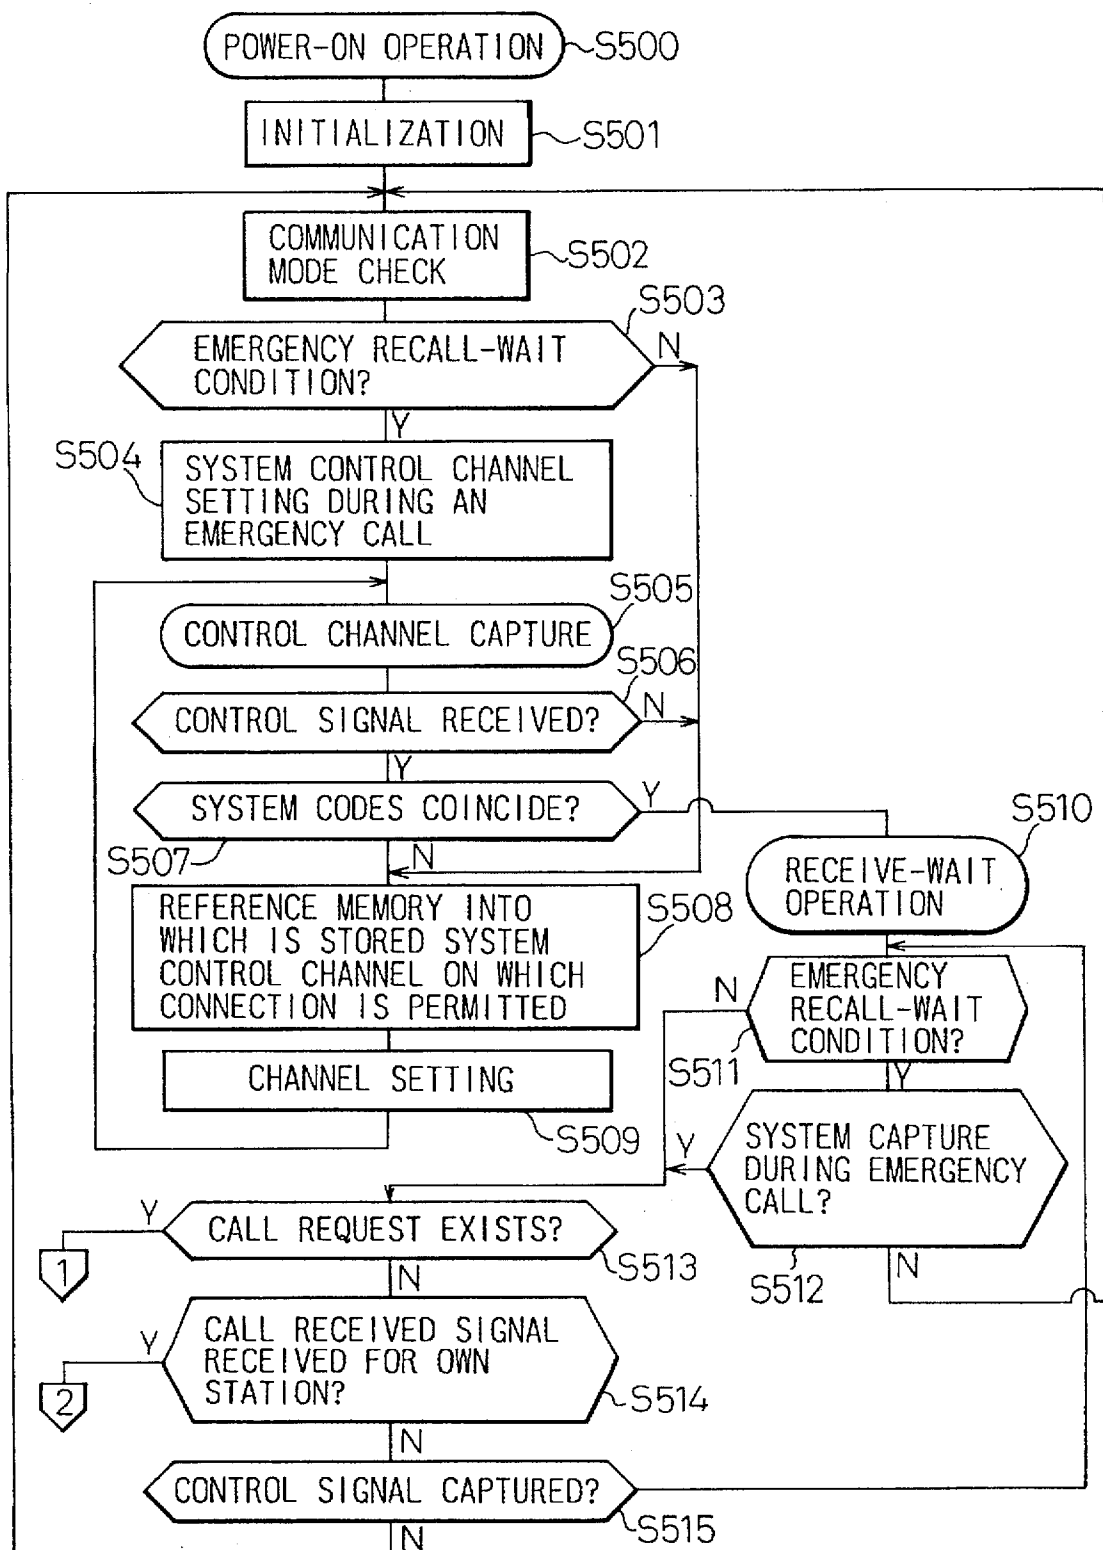 POWER-ON OPERATION
S500
INITIALIZATION
S501
COMMUNICATION
MODE CHECK
S502
S503
EMERGENCY RECALL-WAIT
CONDITION?
N
Y
S504
SYSTEM CONTROL CHANNEL
SETTING DURING AN
EMERGENCY CALL
S505
CONTROL CHANNEL CAPTURE
S506
CONTROL SIGNAL RECEIVED?
N
Y
SYSTEM CODES COINCIDE?
Y
S507
N
S510
RECEIVE-WAIT
OPERATION
REFERENCE MEMORY INTO
WHICH IS STORED SYSTEM
CONTROL CHANNEL ON WHICH
CONNECTION IS PERMITTED
S508
N
EMERGENCY
RECALL-WAIT
CONDITION?
S511
Y
CHANNEL SETTING
S509
SYSTEM CAPTURE
DURING EMERGENCY
CALL?
Y
S512
N
Y
CALL REQUEST EXISTS?
S513
1
N
Y
CALL RECEIVED SIGNAL
RECEIVED FOR OWN
STATION?
S514
2
N
CONTROL SIGNAL CAPTURED?
S515
N